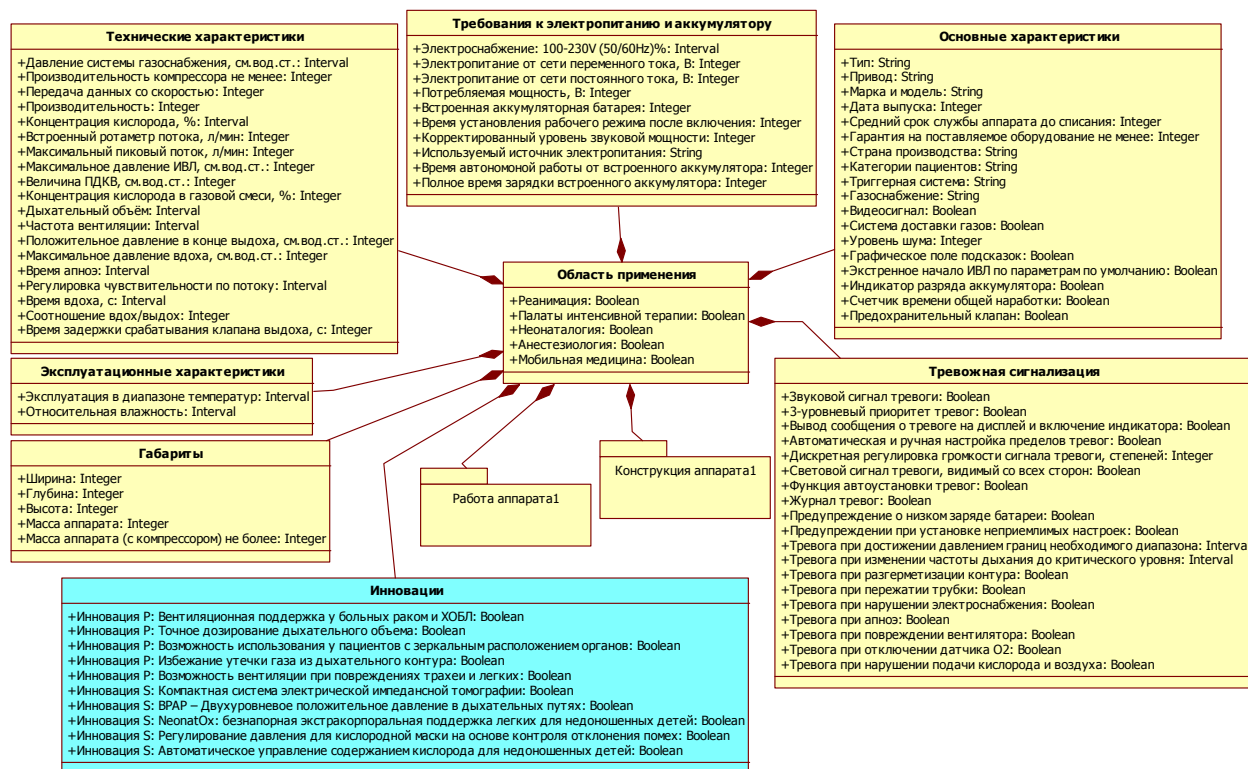 Технические характеристики
+Давление системы газоснабжения, см.вод.ст.: Interval
+Производительность компрессора не менее: Integer
+Передача данных со скоростью: Integer
+Производительность: Integer
+Концентрация кислорода, %: Interval
+Встроенный ротаметр потока, л/мин: Integer
+Максимальный пиковый поток, л/мин: Integer
+Максимальное давление ИВЛ, см.вод.ст.: Integer
+Величина ПДКВ, см.вод.ст.: Integer
+Концентрация кислорода в газовой смеси, %: Integer
+Дыхательный объём: Interval
+Частота вентиляции: Interval
+Положительное давление в конце выдоха, см.вод.ст.: Integer
+Максимальное давление вдоха, см.вод.ст.: Integer
+Время апноэ: Interval
+Регулировка чувствительности по потоку: Interval
+Время вдоха, с: Interval
+Соотношение вдох/выдох: Integer
+Время задержки срабатывания клапана выдоха, с: Integer
Требования к электропитанию и аккумулятору
+Электроснабжение: 100-230V (50/60Hz)%: Interval
+Электропитание от сети переменного тока, В: Integer
+Электропитание от сети постоянного тока, В: Integer
+Потребляемая мощность, В: Integer
+Встроенная аккумуляторная батарея: Integer
+Время установления рабочего режима после включения: Integer
+Корректированный уровень звуковой мощности: Integer
+Используемый источник электропитания: String
+Время автономоной работы от встроенного аккумулятора: Integer
+Полное время зарядки встроенного аккумулятора: Integer
Основные характеристики
+Тип: String
+Привод: String
+Марка и модель: String
+Дата выпуска: Integer
+Средний срок службы аппарата до списания: Integer
+Гарантия на поставляемое оборудование не менее: Integer
+Страна производства: String
+Категории пациентов: String
+Триггерная система: String
+Газоснабжение: String
+Видеосигнал: Boolean
+Система доставки газов: Boolean
+Уровень шума: Integer
+Графическое поле подсказок: Boolean
+Экстренное начало ИВЛ по параметрам по умолчанию: Boolean
+Индикатор разряда аккумулятора: Boolean
+Счетчик времени общей наработки: Boolean
+Предохранительный клапан: Boolean
Область применения
+Реанимация: Boolean
+Палаты интенсивной терапии: Boolean
+Неонаталогия: Boolean
+Анестезиология: Boolean
+Мобильная медицина: Boolean
Эксплуатационные характеристики
+Эксплуатация в диапазоне температур: Interval
+Относительная влажность: Interval
Габариты
+Ширина: Integer
+Глубина: Integer
+Высота: Integer
+Масса аппарата: Integer
+Масса аппарата (с компрессором) не более: Integer
Работа аппарата1
Конструкция аппарата1
Тревожная сигнализация
+Звуковой сигнал тревоги: Boolean
+3-уровневый приоритет тревог: Boolean
+Вывод сообщения о тревоге на дисплей и включение индикатора: Boolean
+Автоматическая и ручная настройка пределов тревог: Boolean
+Дискретная регулировка громкости сигнала тревоги, степеней: Integer
+Световой сигнал тревоги, видимый со всех сторон: Boolean
+Функция автоустановки тревог: Boolean
+Журнал тревог: Boolean
+Предупреждение о низком заряде батареи: Boolean
+Предупреждении при установке неприемлимых настроек: Boolean
+Тревога при достижении давлением границ необходимого диапазона: Interva
+Тревога при изменении частоты дыхания до критического уровня: Interval
+Тревога при разгерметизации контура: Boolean
+Тревога при пережатии трубки: Boolean
+Тревога при нарушении электроснабжения: Boolean
+Тревога при апноэ: Boolean
+Тревога при повреждении вентилятора: Boolean
+Тревога при отключении датчика O2: Boolean
+Тревога при нарушении подачи кислорода и воздуха: Boolean
Инновации
+Инновация P: Вентиляционная поддержка у больных раком и ХОБЛ: Boolean
+Инновация P: Точное дозирование дыхательного объема: Boolean
+Инновация P: Возможность использования у пациентов с зеркальным расположением органов: Boolean
+Инновация P: Избежание утечки газа из дыхательного контура: Boolean
+Инновация P: Возможность вентиляции при повреждениях трахеи и легких: Boolean
+Инновация S: Компактная система электрической импедансной томографии: Boolean
+Инновация S: BPAP – Двухуровневое положительное давление в дыхательных путях: Boolean
+Инновация S: NeonatOx: безнапорная экстракорпоральная поддержка легких для недоношенных детей: Boolean
+Инновация S: Регулирование давления для кислородной маски на основе контроля отклонения помех: Boolean
+Инновация S: Автоматическое управление содержанием кислорода для недоношенных детей: Boolean